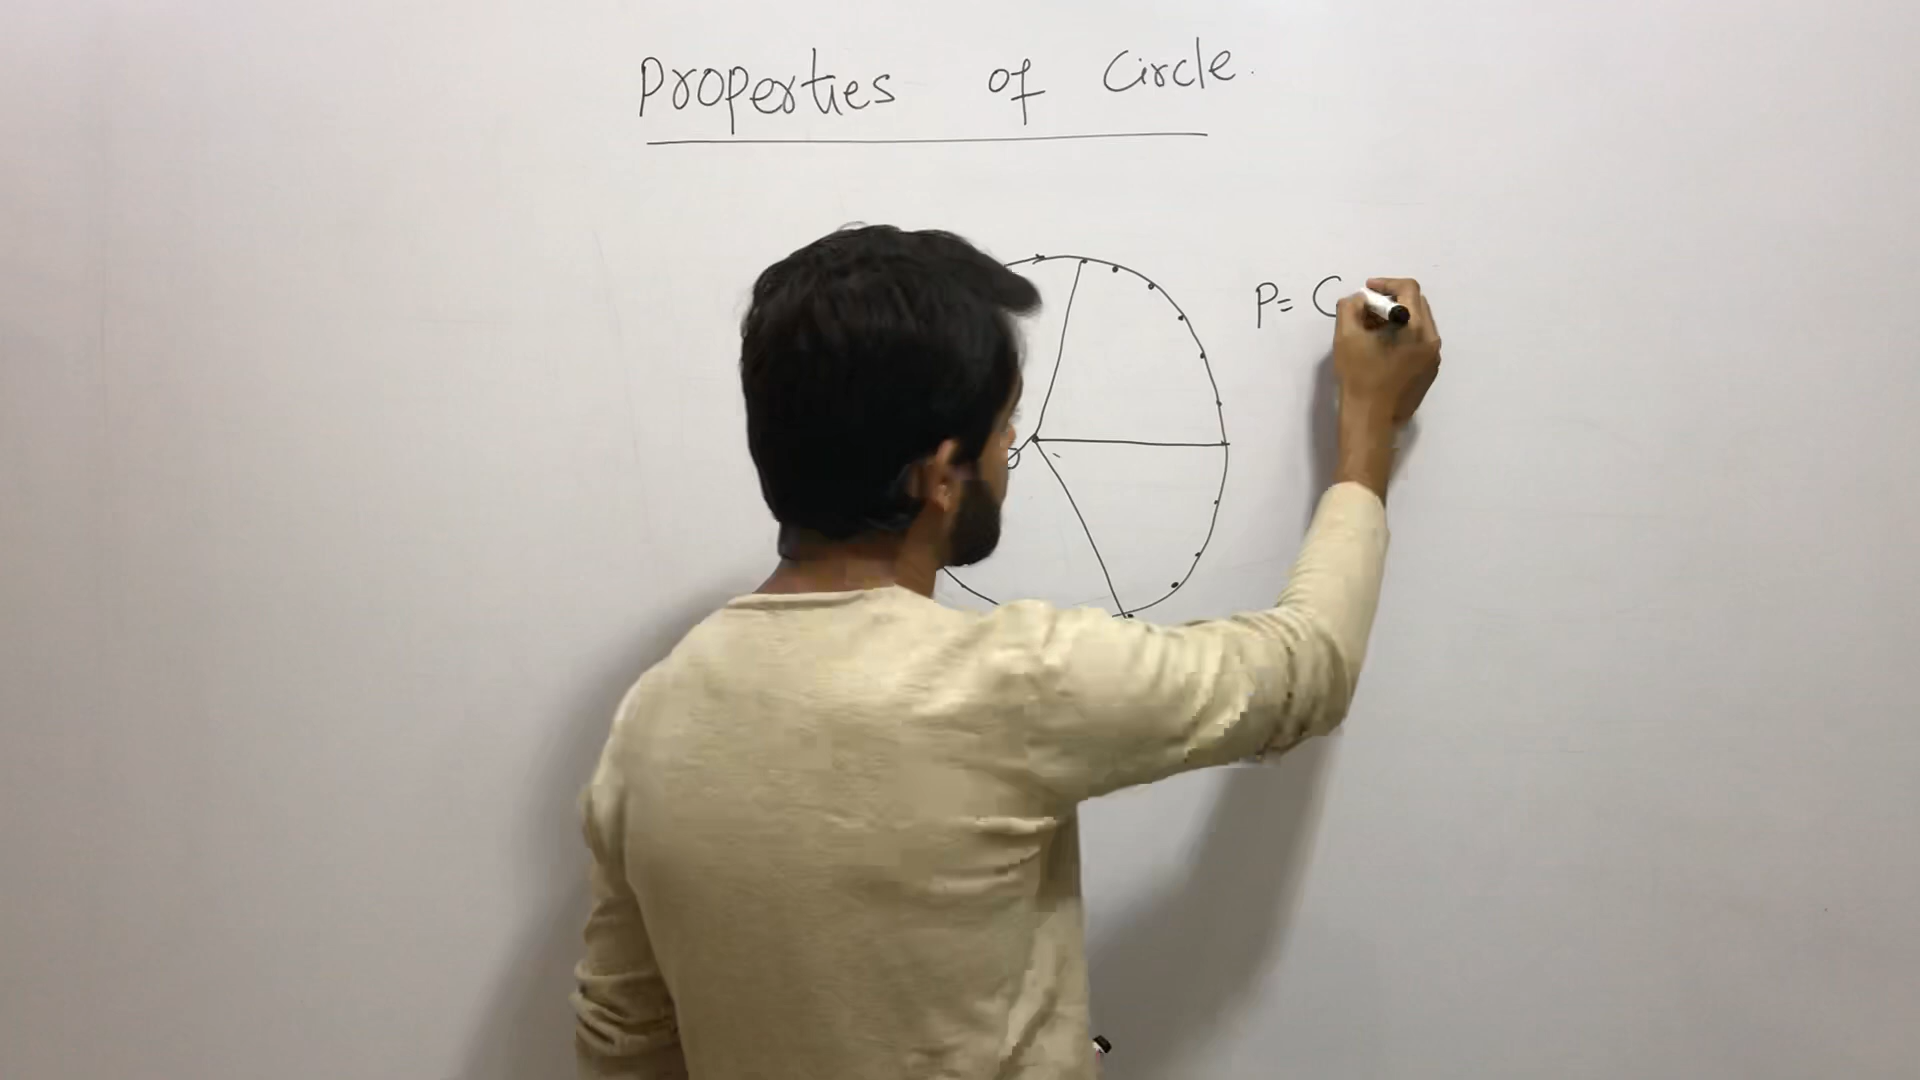 Properties of Circle.
P = C
O